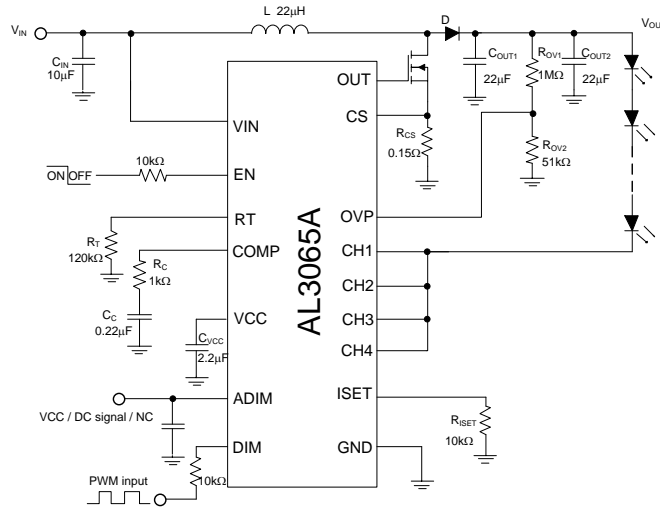 L 22µH
D
VIN
VOU
CIN
10µF
COUT1
22µF
ROV1
1MΩ
COUT2
22µF
OUT
CS
RCS
0.15Ω
ROV2
51kΩ
VIN
ON OFF
10kΩ
EN
OVP
RT
RT
120kΩ
COMP
RC
1kΩ
CC
0.22µF
AL3065A
CH1
CH2
CH3
CH4
VCC
CVCC
2.2µF
ADIM
VCC / DC signal / NC
ISET
RISET
10kΩ
DIM
10kΩ
GND
PWM input